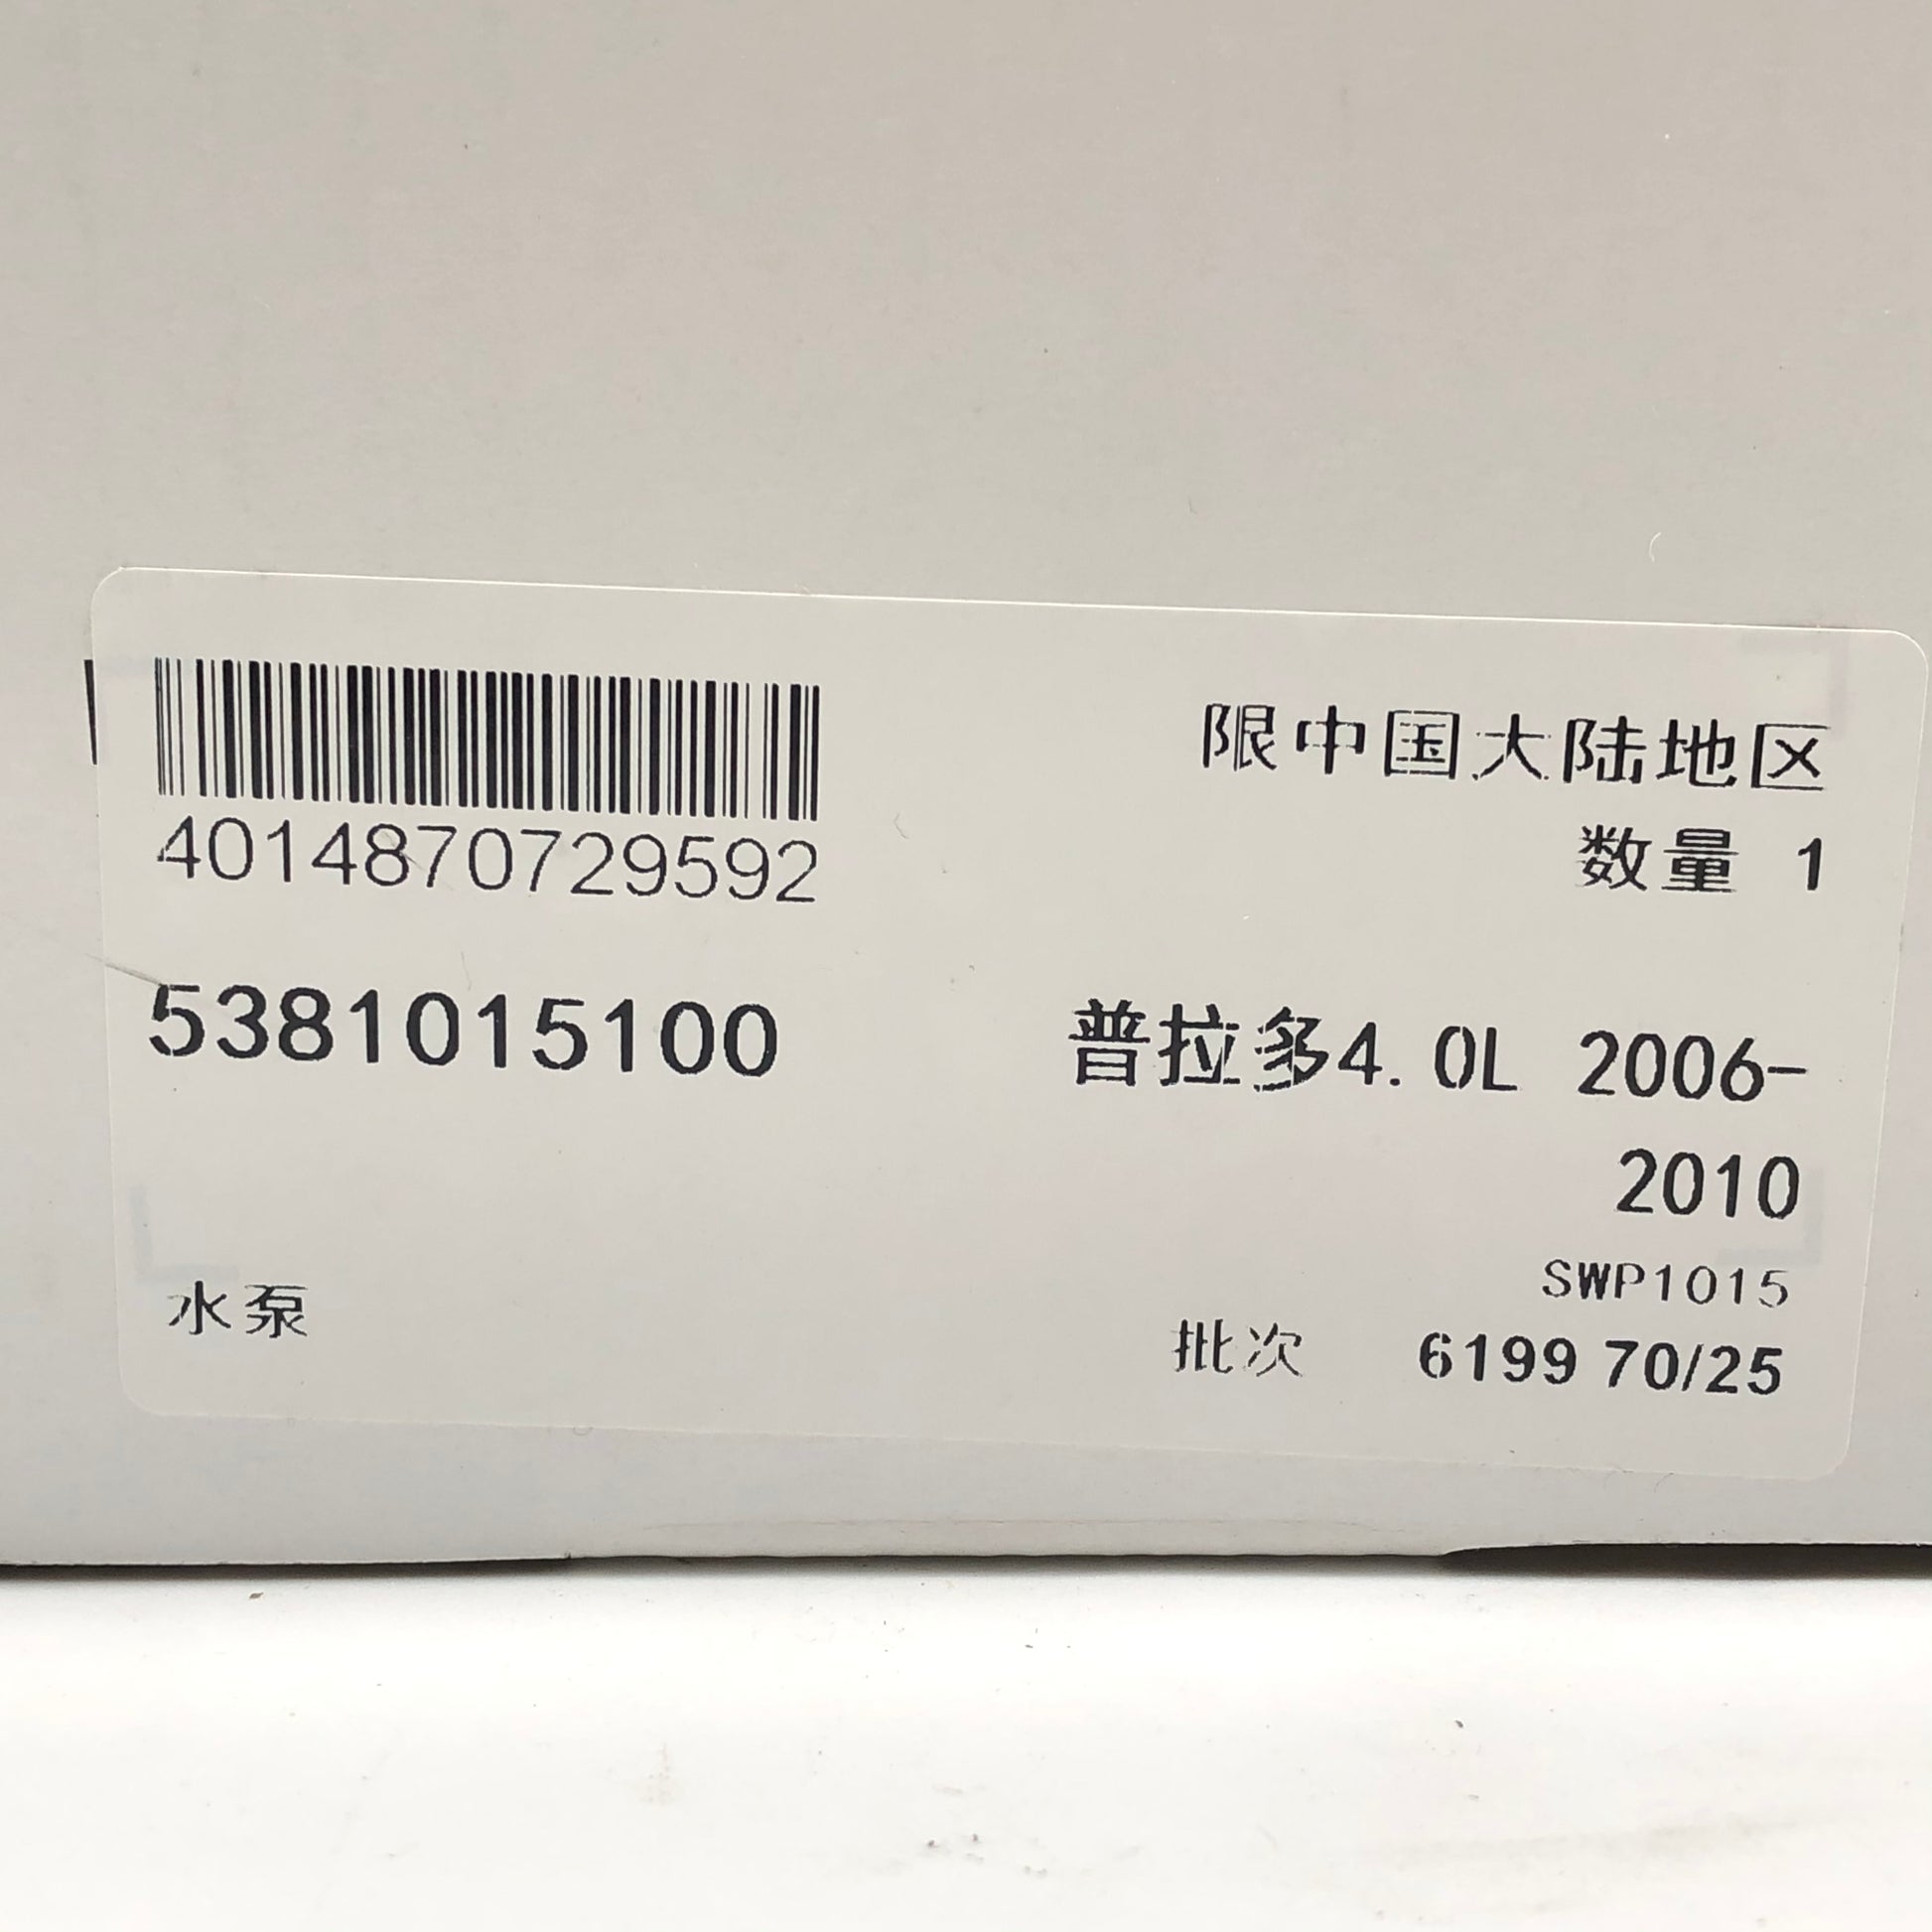 限中国大陆地区
4014870729592
数量 1
5381015100
普拉多4.0L 2006-
2010
SWP1015
水泵
批次 6199 70/25